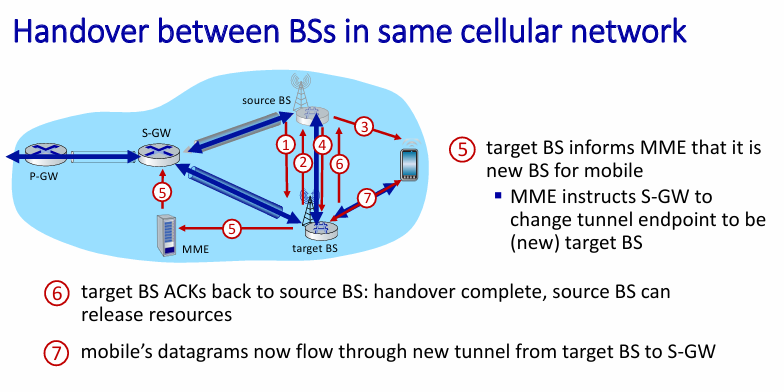 Handover between BSs in same cellular network
source BS
3
S-GW
1
4
P-GW
2
6
5
7
5
MME
target BS
5 target BS informs MME that it is
new BS for mobile
▪ MME instructs S-GW to
change tunnel endpoint to be
(new) target BS
6 target BS ACKs back to source BS: handover complete, source BS can
release resources
7 mobile's datagrams now flow through new tunnel from target BS to S-GW